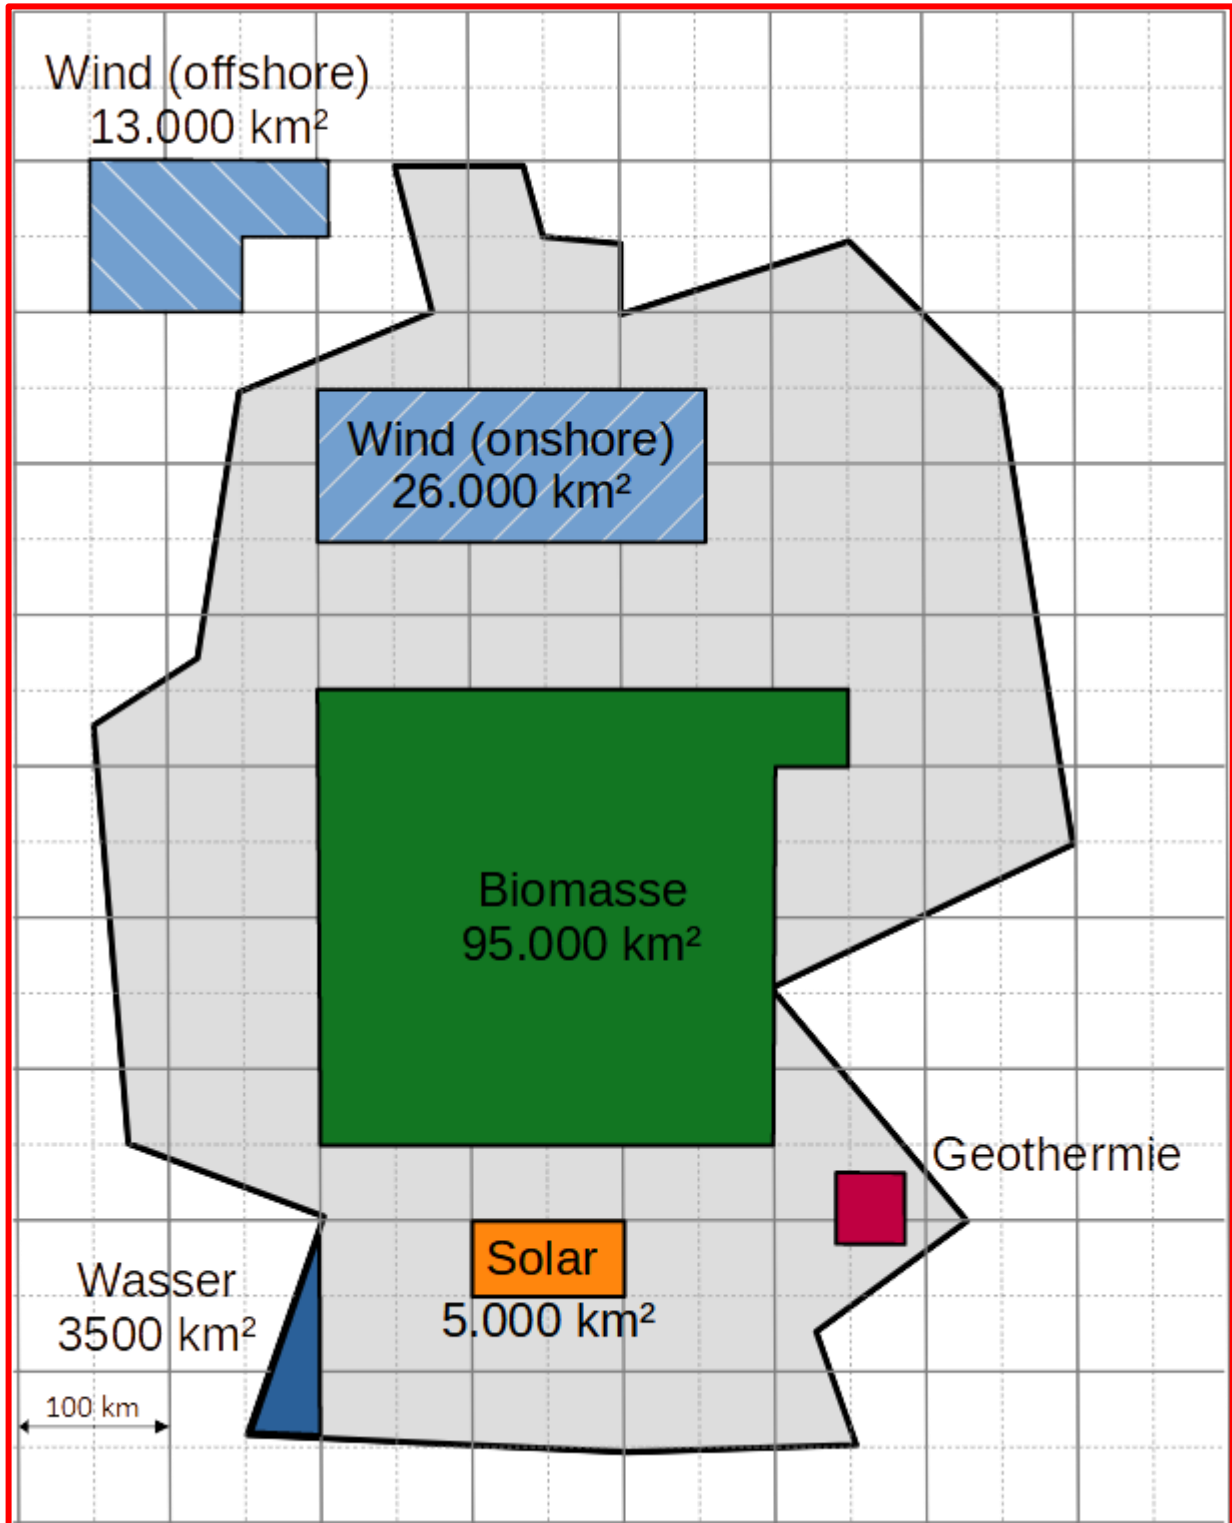 Wind (offshore)
13.000 km²
Wind (onshore)
26.000 km²
Biomasse
95.000 km²
Geothermie
Solar
5.000 km²
Wasser
3500 km²
100 km